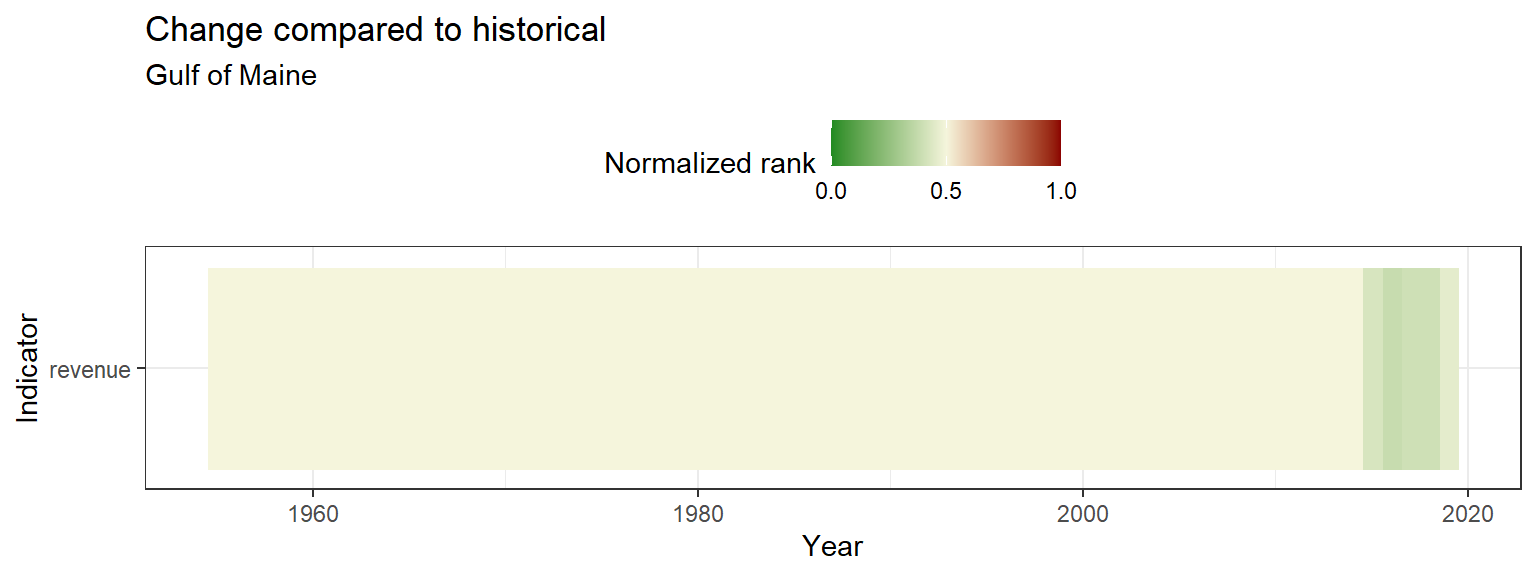 Change compared to historical
Gulf of Maine
Normalized rank
0.0 0.5 1.0
Indicator
revenue
1960 1980 2000 2020
Year